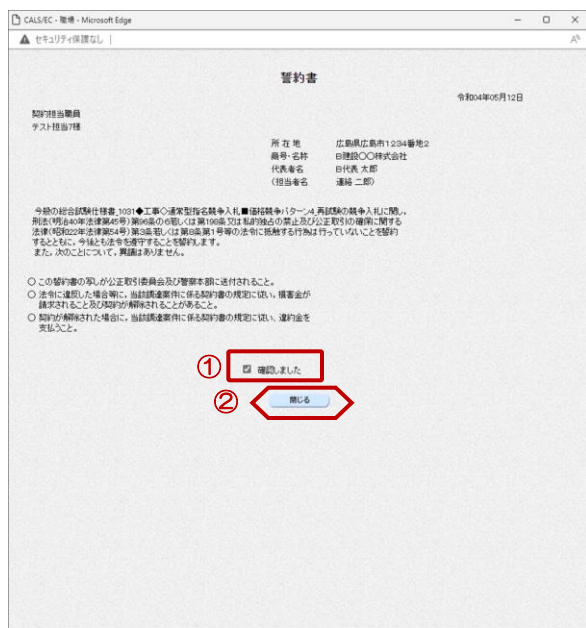 CALS/EC - 職場 - Microsoft Edge
セキュリティ保護なし
誓約書
令和04年05月12日
契約担当職員
テスト担当7様
所在地 広島県広島市1234番地2
商号・名称 B建設〇〇株式会社
代表者名 B代表 太郎
(担当者名 連絡 二郎)
今般の総合試験仕様書_1031◆工事◇通常型指名競争入札■価格競争パターン4_再試験の競争入札に関し、
刑法(明治40年法律第45号)第96条の6若しくは第198条又は私的独占の禁止及び公正取引の確保に関する
法律(昭和22年法律第54号)第3条若しくは第8条第1号等の法令に抵触する行為は行っていないことを誓約
するとともに、今後とも法令を遵守することを誓約します。
また、次のことについて、異議はありません。
○ この誓約書の写しが公正取引委員会及び警察本部に送付されること。
○ 法令に違反した場合等に、当該調達案件に係る契約書の規定に従い、損害金が
請求されること及び契約が解除されることがあること。
○ 契約が解除された場合に、当該調達案件に係る契約書の規定に従い、違約金を
支払うこと。
① 確認しました
② 閉じる